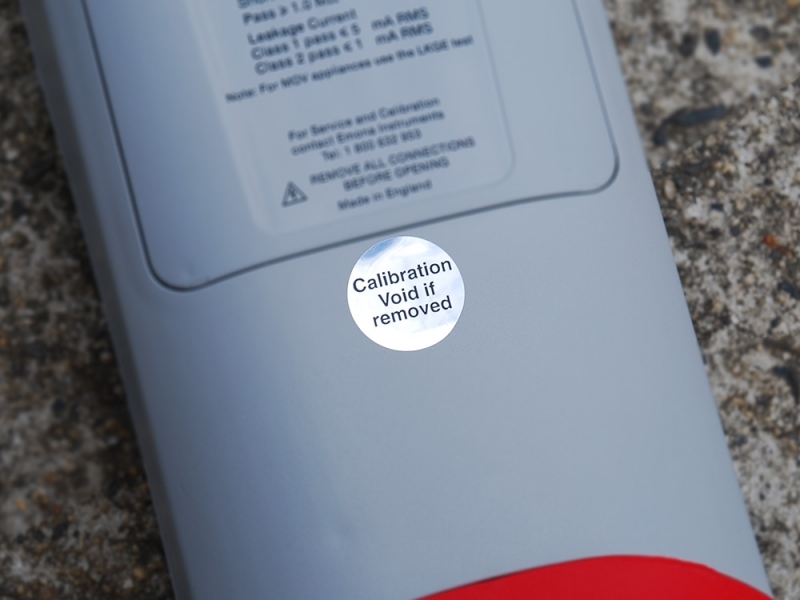 Pass > 1.0
Leakage Current
Class 1 pass < 5 mA RMS
Class 2 pass < 1 mA RMS
Note: For MOV appliances use the LKGE test
For Service and Calibration
contact Emona Instruments
Tel: 1 800 632 953
REMOVE ALL CONNECTIONS
BEFORE OPENING
Made in England
Calibration
Void if
removed